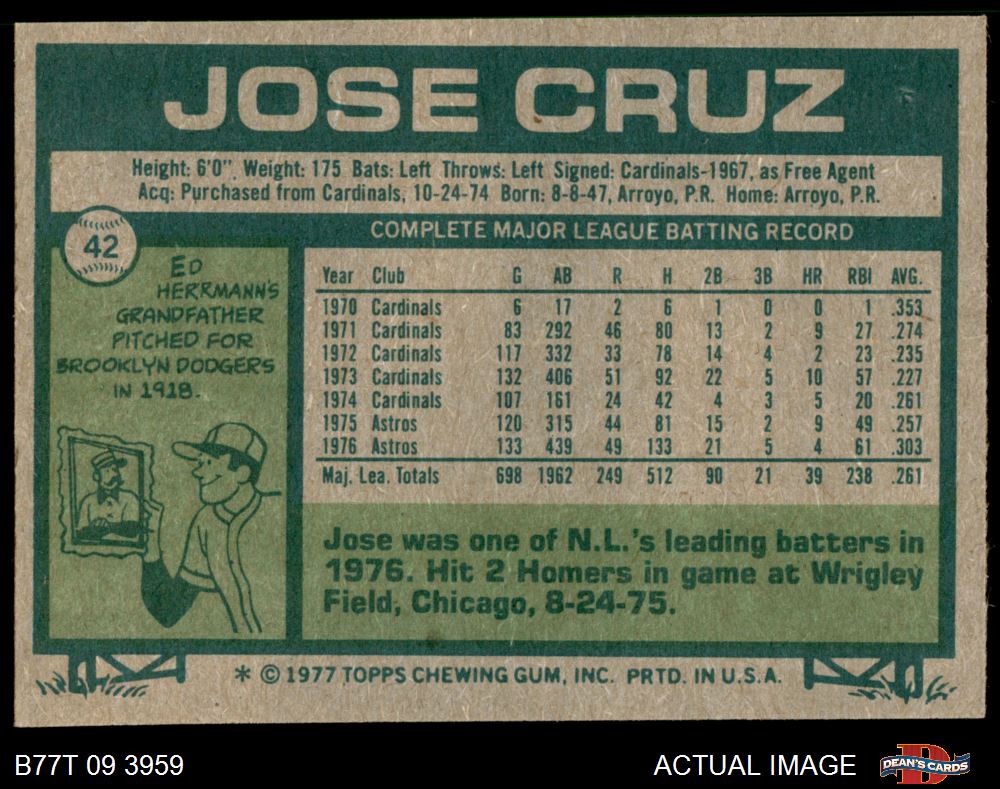 JOSE CRUZ
Height: 6'0" Weight: 175 Bats: Left Throws: Left Signed: Cardinals-1967, as Free Agent
Acq: Purchased from Cardinals, 10-24-74 Born: 8-8-47, Arroyo, P.R. Home: Arroyo, P.R.
42
ED
HERRMANN'S
GRANDFATHER
PITCHED FOR
BROOKLYN DODGERS
IN 1918.
COMPLETE MAJOR LEAGUE BATTING RECORD
Year Club G AB R H 2B 3B HR RBI AVG.
1970 Cardinals 6 17 2 6 1 0 0 1 .353
1971 Cardinals 83 292 46 80 13 2 9 27 .274
1972 Cardinals 117 332 33 78 14 4 2 23 .235
1973 Cardinals 132 406 51 92 22 5 10 57 .227
1974 Cardinals 107 161 24 42 4 3 5 20 .261
1975 Astros 120 315 44 81 15 2 9 49 .257
1976 Astros 133 439 49 133 21 5 4 61 .303
Maj. Lea. Totals 698 1962 249 512 90 21 39 238 .261
Jose was one of N.L.'s leading batters in
1976. Hit 2 Homers in game at Wrigley
Field, Chicago, 8-24-75.
* © 1977 TOPPS CHEWING GUM, INC. PRTD. IN U.S.A.
B77T 09 3959
ACTUAL IMAGE
D
DEAN'S CARDS